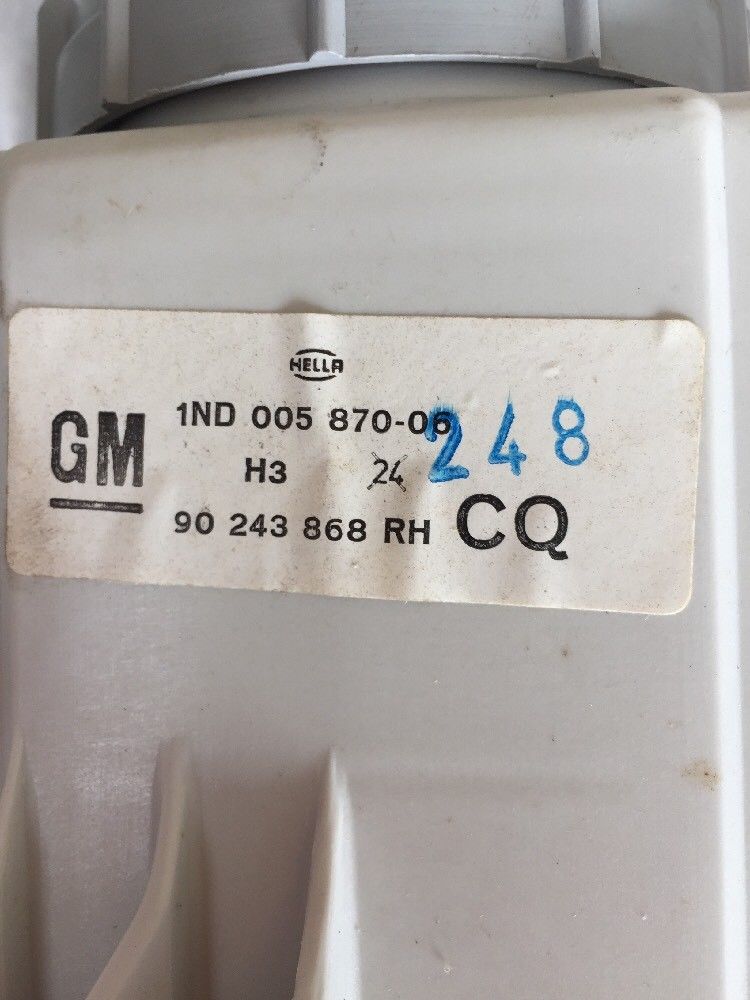 HELLA
GM
1ND 005 870-06
248
H3 24
90 243 868 RH CQ